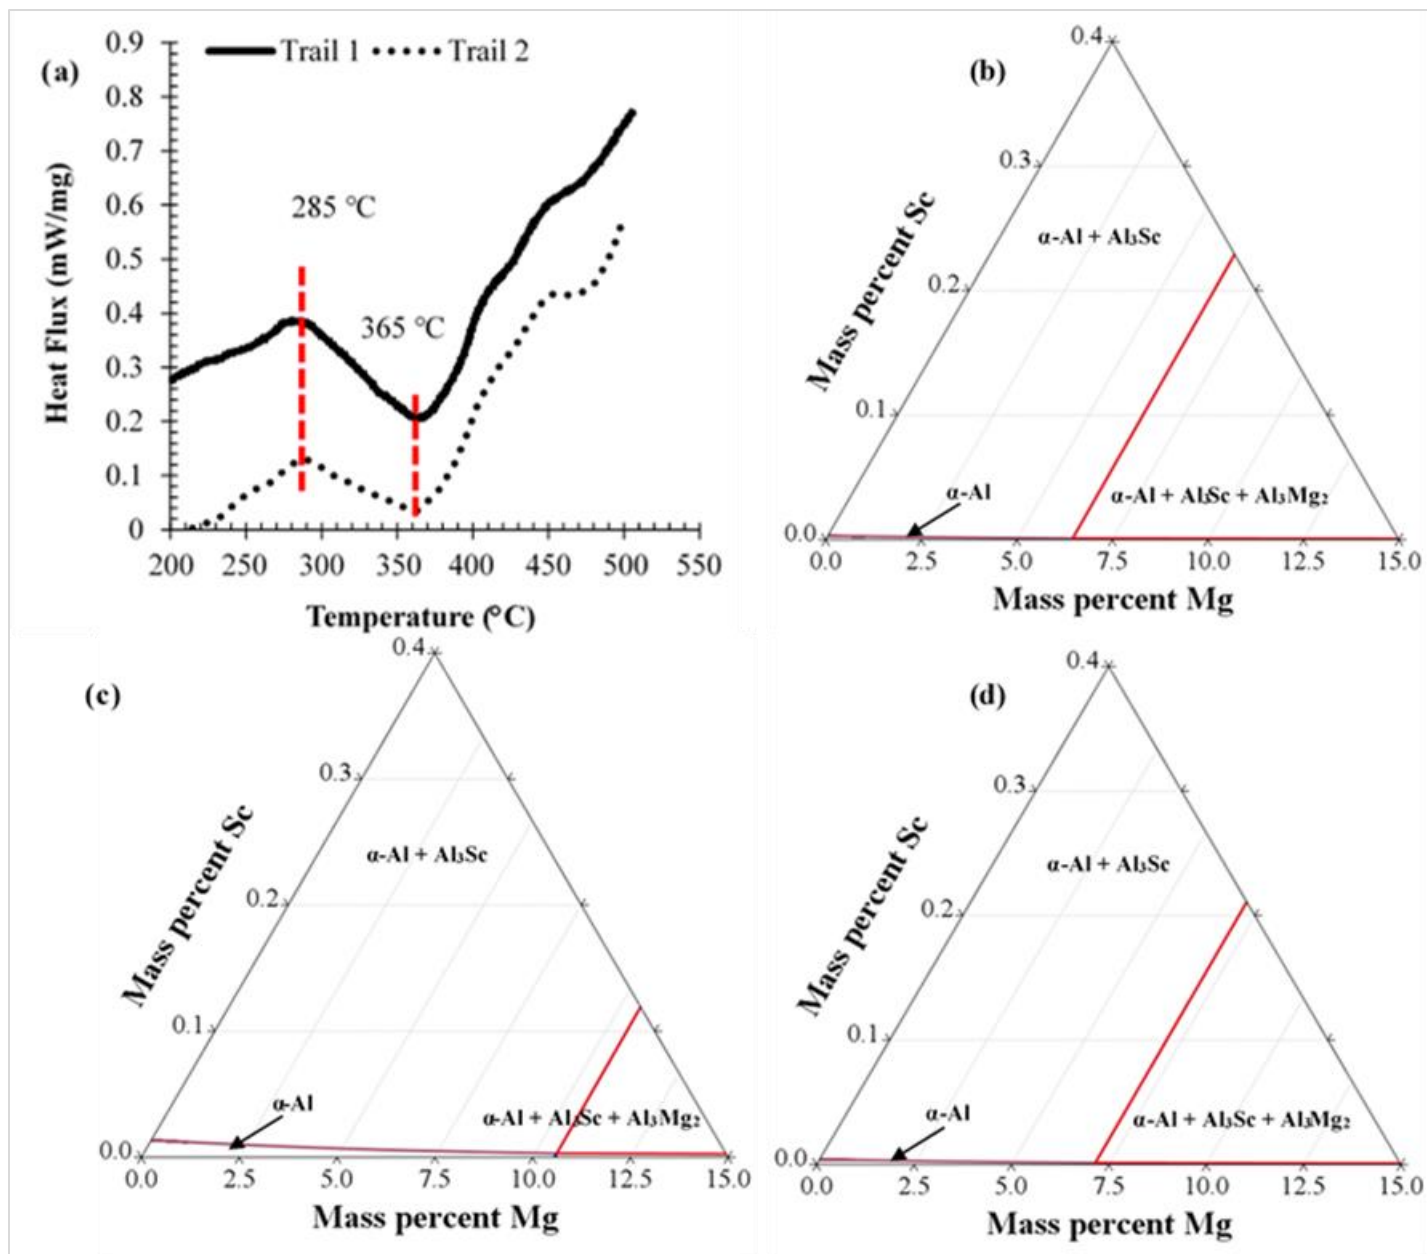 (a)
Trail 1
Trail 2
0.9
0.8
0.7
0.6
0.5
0.4
0.3
0.2
0.1
0
285 ℃
365 ℃
Heat Flux (mW/mg)
200 250 300 350 400 450 500 550
Temperature (°C)
(b)
0.4
0.3
0.2
0.1
0.0
Mass percent Sc
α-Al + Al₃Sc
α-Al
α-Al + Al₃Sc + Al₃Mg₂
0.0 2.5 5.0 7.5 10.0 12.5 15.0
Mass percent Mg
(c)
0.4
0.3
0.2
0.1
0.0
Mass percent Sc
α-Al + Al₃Sc
α-Al
α-Al + Al₃Sc + Al₃Mg₂
0.0 2.5 5.0 7.5 10.0 12.5 15.0
Mass percent Mg
(d)
0.4
0.3
0.2
0.1
0.0
Mass percent Sc
α-Al + Al₃Sc
α-Al
α-Al + Al₃Sc + Al₃Mg₂
0.0 2.5 5.0 7.5 10.0 12.5 15.0
Mass percent Mg